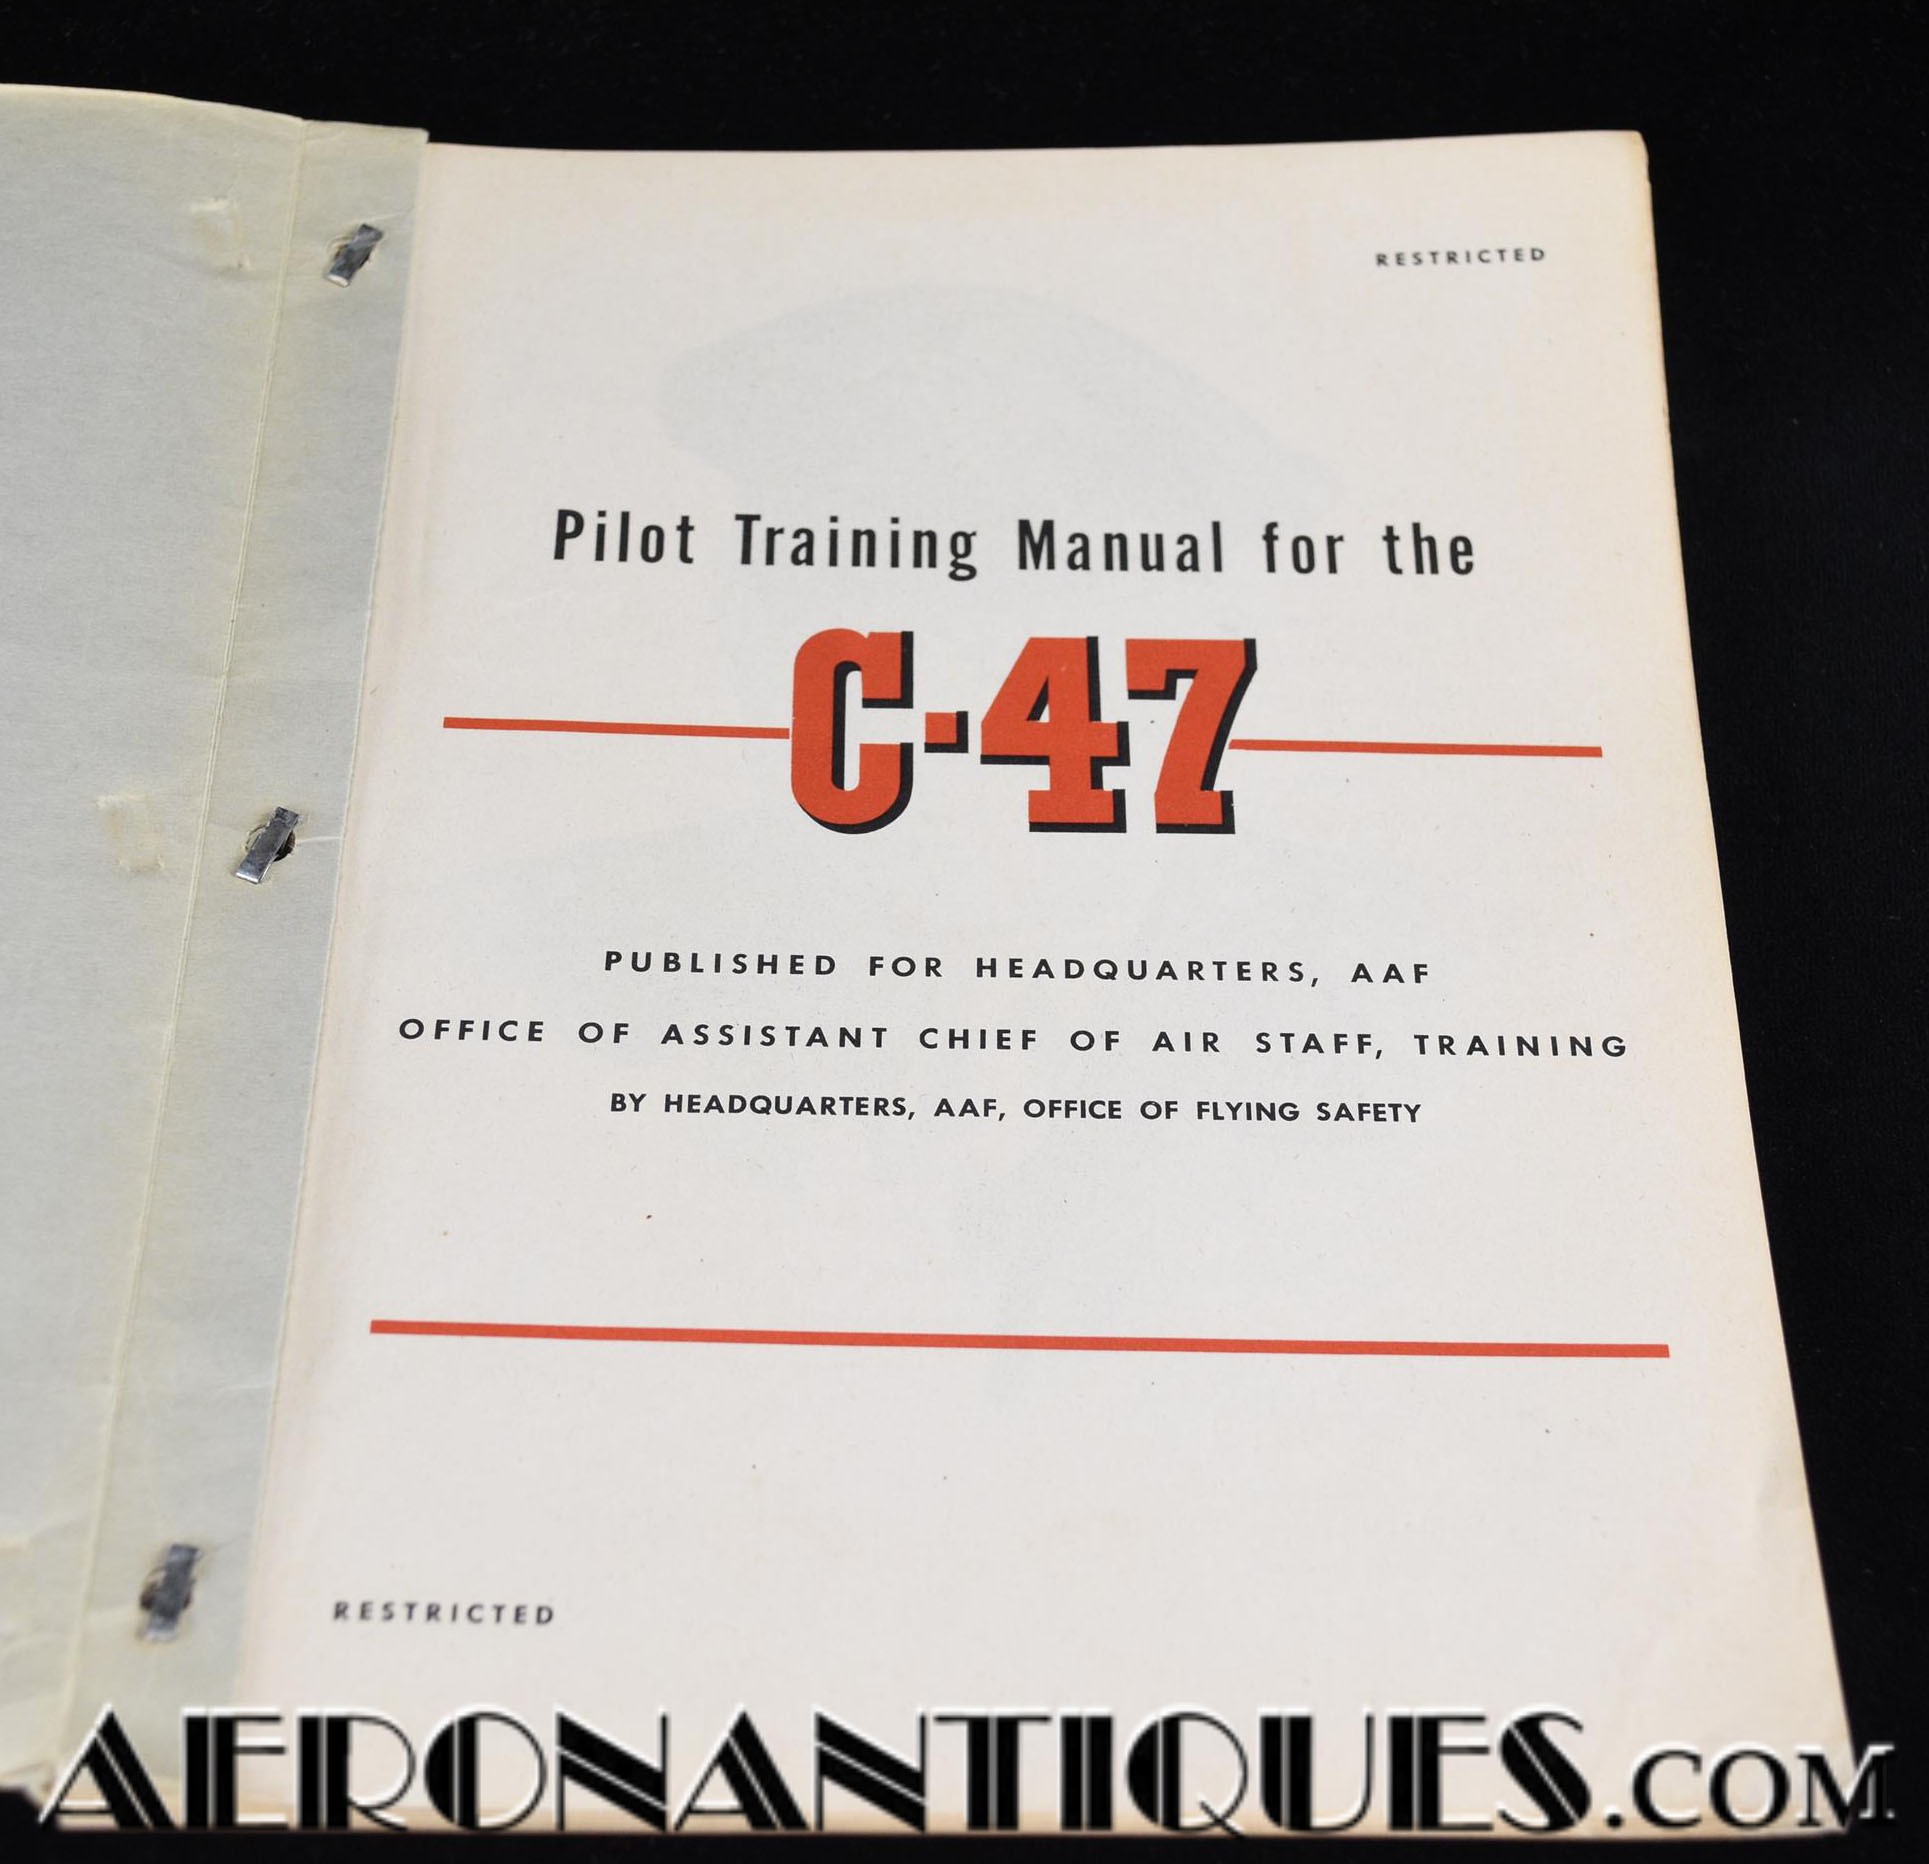 RESTRICTED
Pilot Training Manual for the
C-47
PUBLISHED FOR HEADQUARTERS, AAF
OFFICE OF ASSISTANT CHIEF OF AIR STAFF, TRAINING
BY HEADQUARTERS, AAF, OFFICE OF FLYING SAFETY
RESTRICTED
AERONANTIQUES.COM